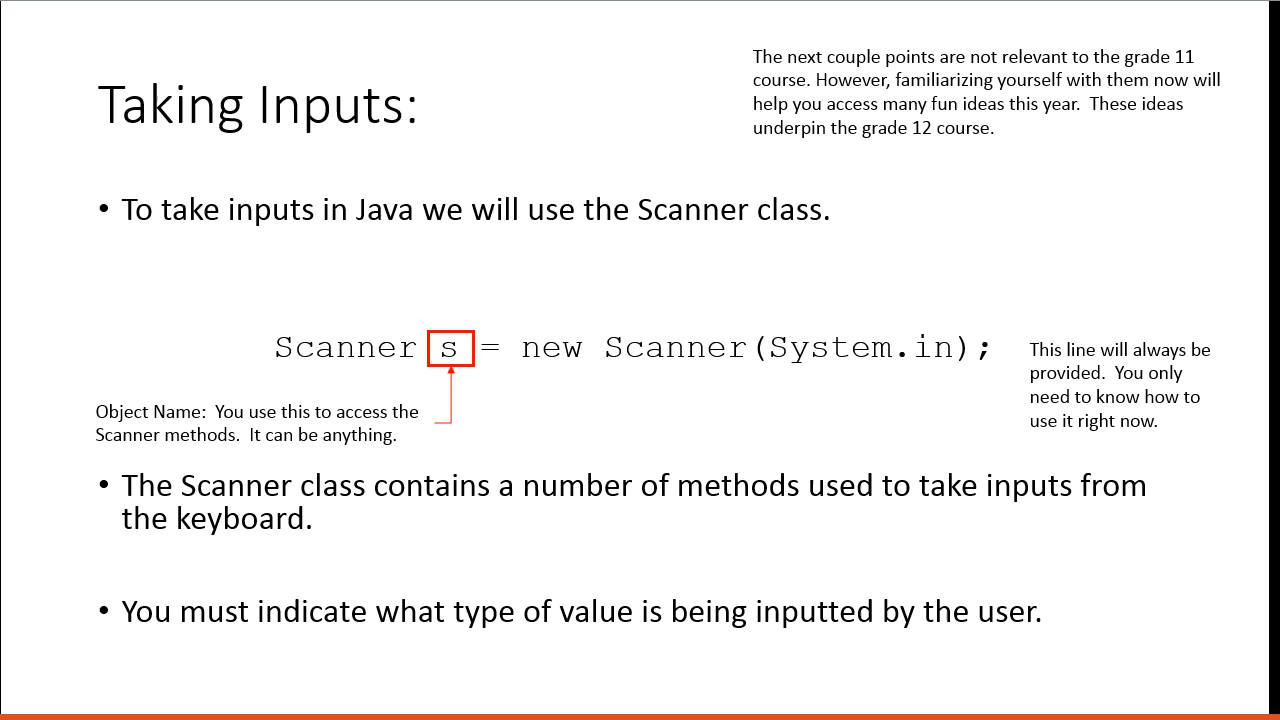 The next couple points are not relevant to the grade 11
course. However, familiarizing yourself with them now will
help you access many fun ideas this year.  These ideas
underpin the grade 12 course.
Taking Inputs:
• To take inputs in Java we will use the Scanner class.
Scanner s = new Scanner(System.in);
This line will always be
provided.  You only
need to know how to
use it right now.
Object Name:  You use this to access the
Scanner methods.  It can be anything.
• The Scanner class contains a number of methods used to take inputs from
the keyboard.
• You must indicate what type of value is being inputted by the user.